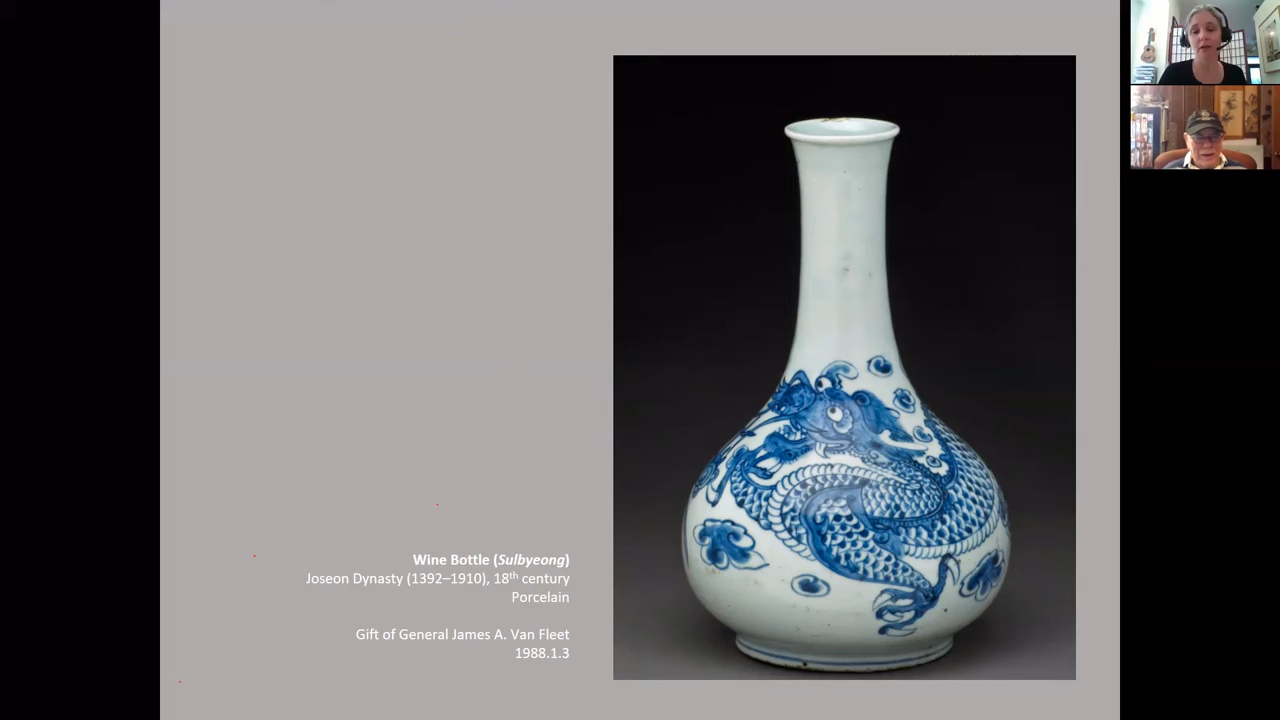 Wine Bottle (Sulbyeong)
Joseon Dynasty (1392–1910), 18th century
Porcelain
Gift of General James A. Van Fleet
1988.1.3